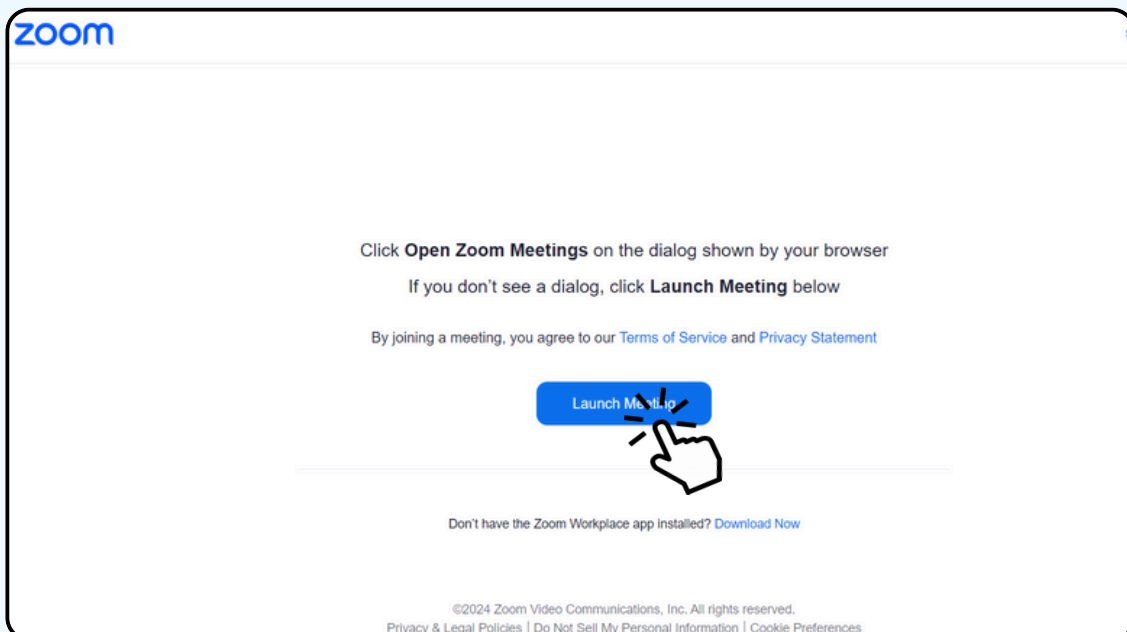 zoom
Click Open Zoom Meetings on the dialog shown by your browser
If you don't see a dialog, click Launch Meeting below
By joining a meeting, you agree to our Terms of Service and Privacy Statement
Launch Meeting
Don't have the Zoom Workplace app installed? Download Now
©2024 Zoom Video Communications, Inc. All rights reserved.
Privacy & Legal Policies | Do Not Sell My Personal Information | Cookie Preferences